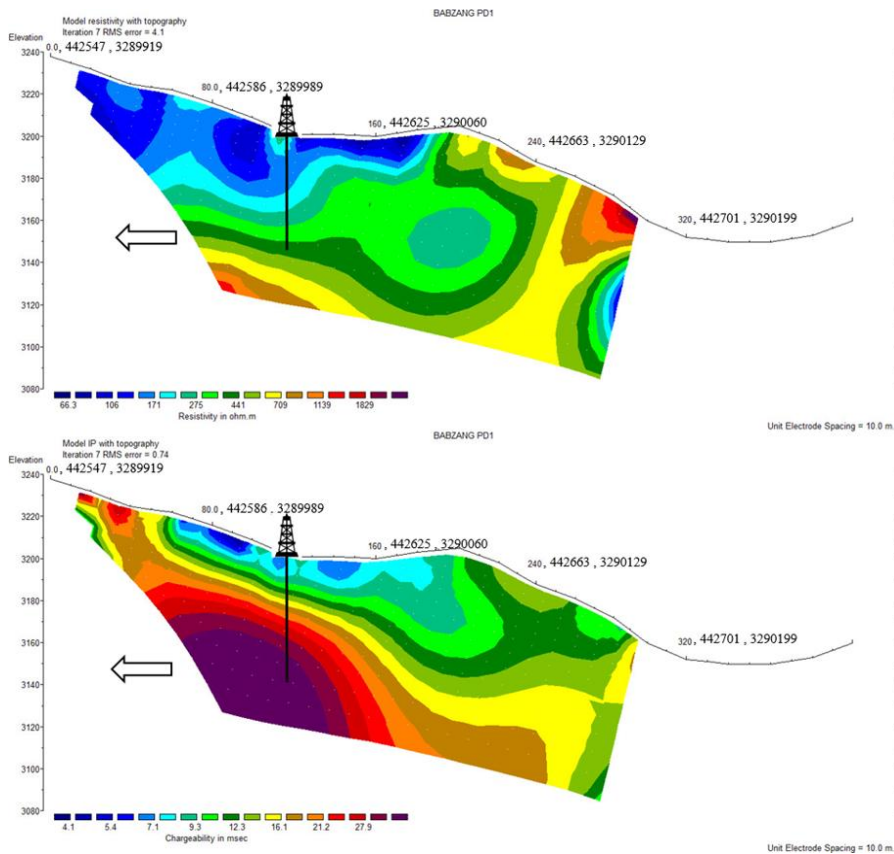 BABZANG PD1
Model resistivity with topography
Iteration 7 RMS error = 4.1
Elevation
0.0, 442547 , 3289919
80.0, 442586 , 3289989
160, 442625 , 3290060
240, 442663 , 3290129
320, 442701 , 3290199
3240
3220
3200
3180
3160
3140
3120
3100
3080
66.3 106 171 275 441 709 1139 1829
Resistivity in ohm.m
Unit Electrode Spacing = 10.0 m.
BABZANG PD1
Model IP with topography
Iteration 7 RMS error = 0.74
Elevation
0.0, 442547 , 3289919
80.0, 442586 . 3289989
160, 442625 , 3290060
240, 442663 , 3290129
320, 442701 , 3290199
3240
3220
3200
3180
3160
3140
3120
3100
3080
4.1 5.4 7.1 9.3 12.3 16.1 21.2 27.9
Chargeability in msec
Unit Electrode Spacing = 10.0 m.